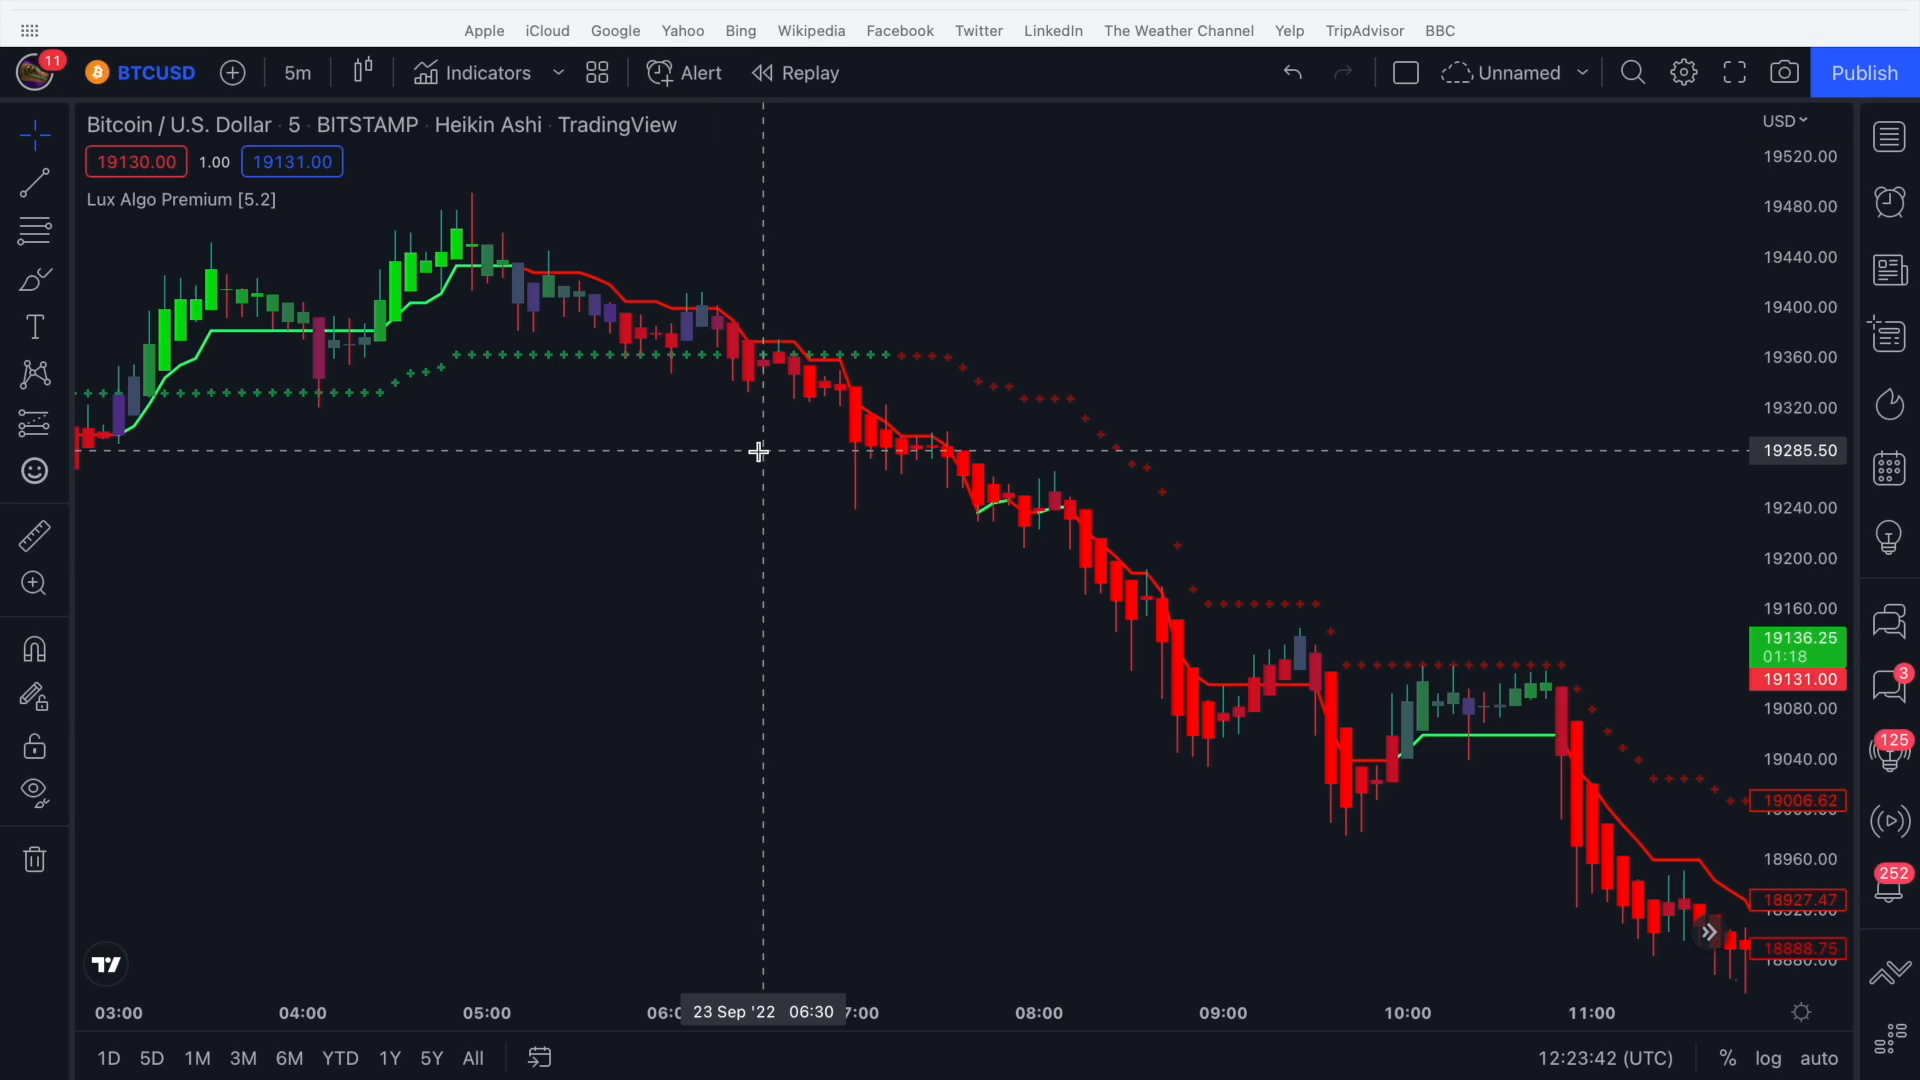 Apple iCloud Google Yahoo Bing Wikipedia Facebook Twitter LinkedIn The Weather Channel Yelp TripAdvisor BBC
11 BTCUSD 5m Indicators Alert Replay Unnamed Publish
Bitcoin / U.S. Dollar · 5 · BITSTAMP · Heikin Ashi · TradingView
19130.00 1.00 19131.00
Lux Algo Premium [5.2]
USD
19520.00
19480.00
19440.00
19400.00
19360.00
19320.00
19285.50
19240.00
19200.00
19160.00
19136.25
01:18
19131.00
19080.00
19040.00
19006.62
18960.00
18927.47
18888.75
18880.00
3
125
252
03:00 04:00 05:00 23 Sep '22 06:30 08:00 09:00 10:00 11:00
1D 5D 1M 3M 6M YTD 1Y 5Y All 12:23:42 (UTC) % log auto